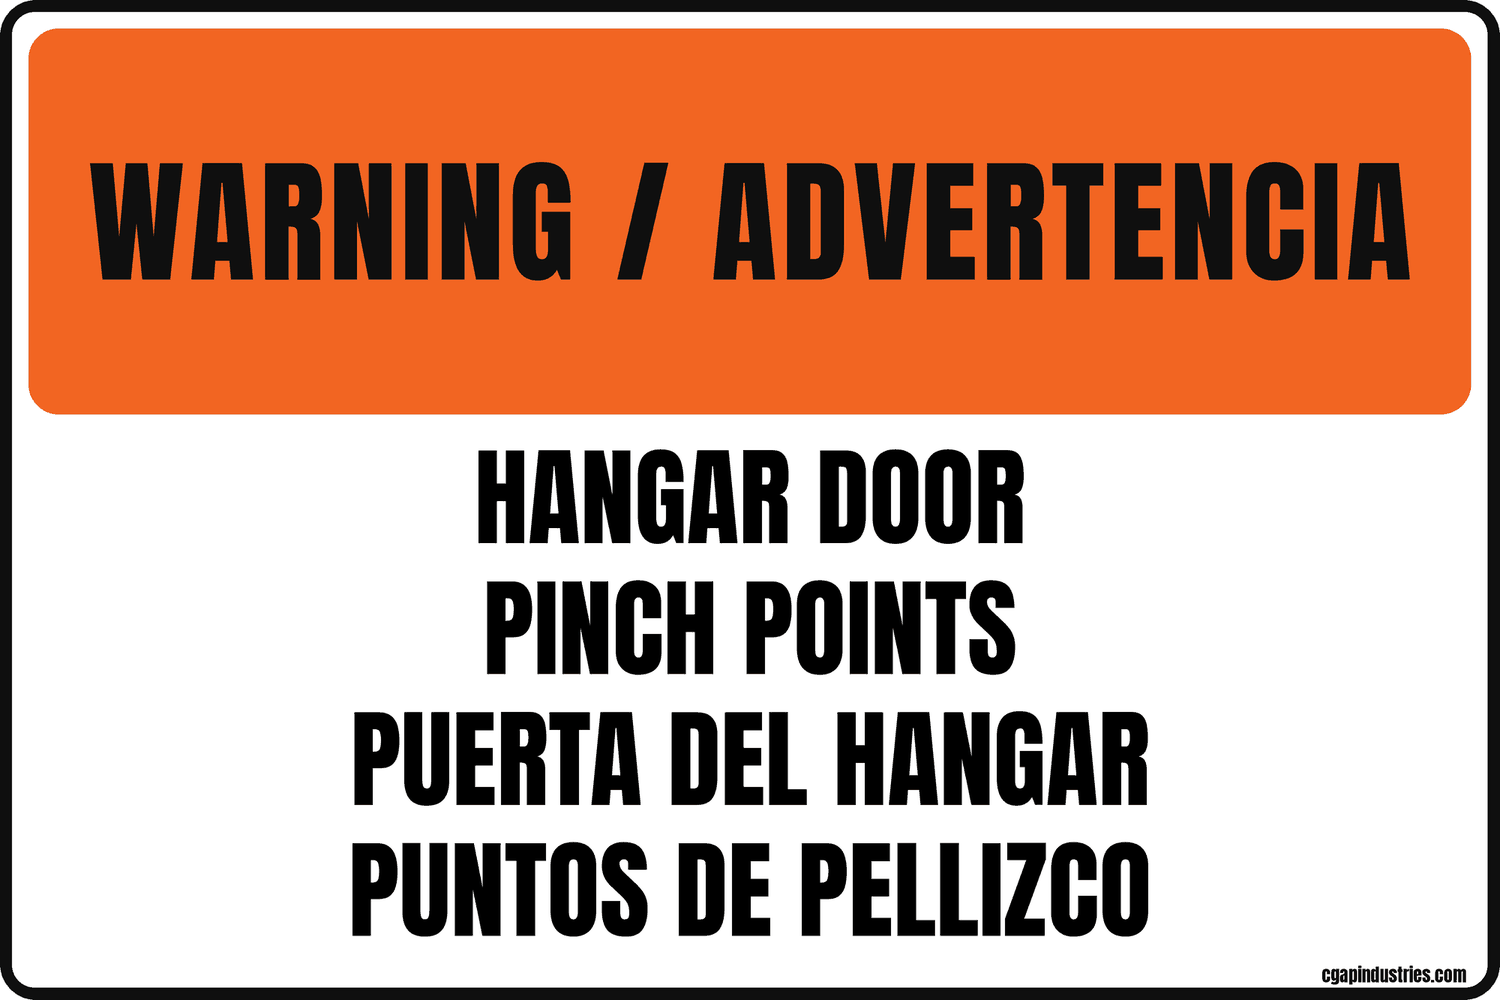 WARNING / ADVERTENCIA
HANGAR DOOR
PINCH POINTS
PUERTA DEL HANGAR
PUNTOS DE PELLIZCO
cgapindustries.com